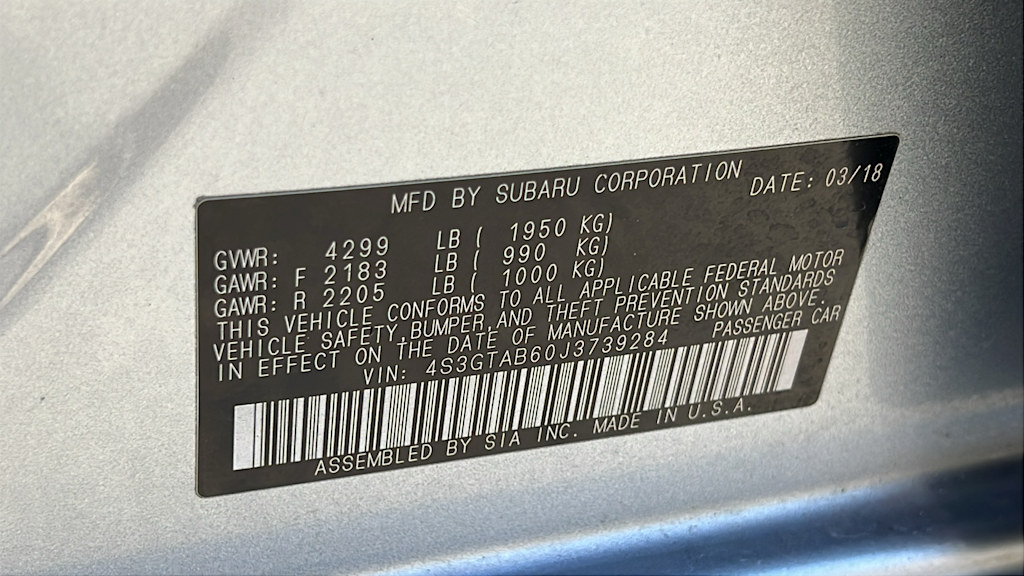 MFD BY SUBARU CORPORATION DATE: 03/18
GVWR: 4299 LB ( 1950 KG)
GAWR: F 2183 LB ( 990 KG)
GAWR: R 2205 LB ( 1000 KG)
THIS VEHICLE CONFORMS TO ALL APPLICABLE FEDERAL MOTOR
VEHICLE SAFETY, BUMPER, AND THEFT PREVENTION STANDARDS
IN EFFECT ON THE DATE OF MANUFACTURE SHOWN ABOVE.
VIN: 4S3GTAB60J3739284 PASSENGER CAR
ASSEMBLED BY SIA INC. MADE IN U.S.A.